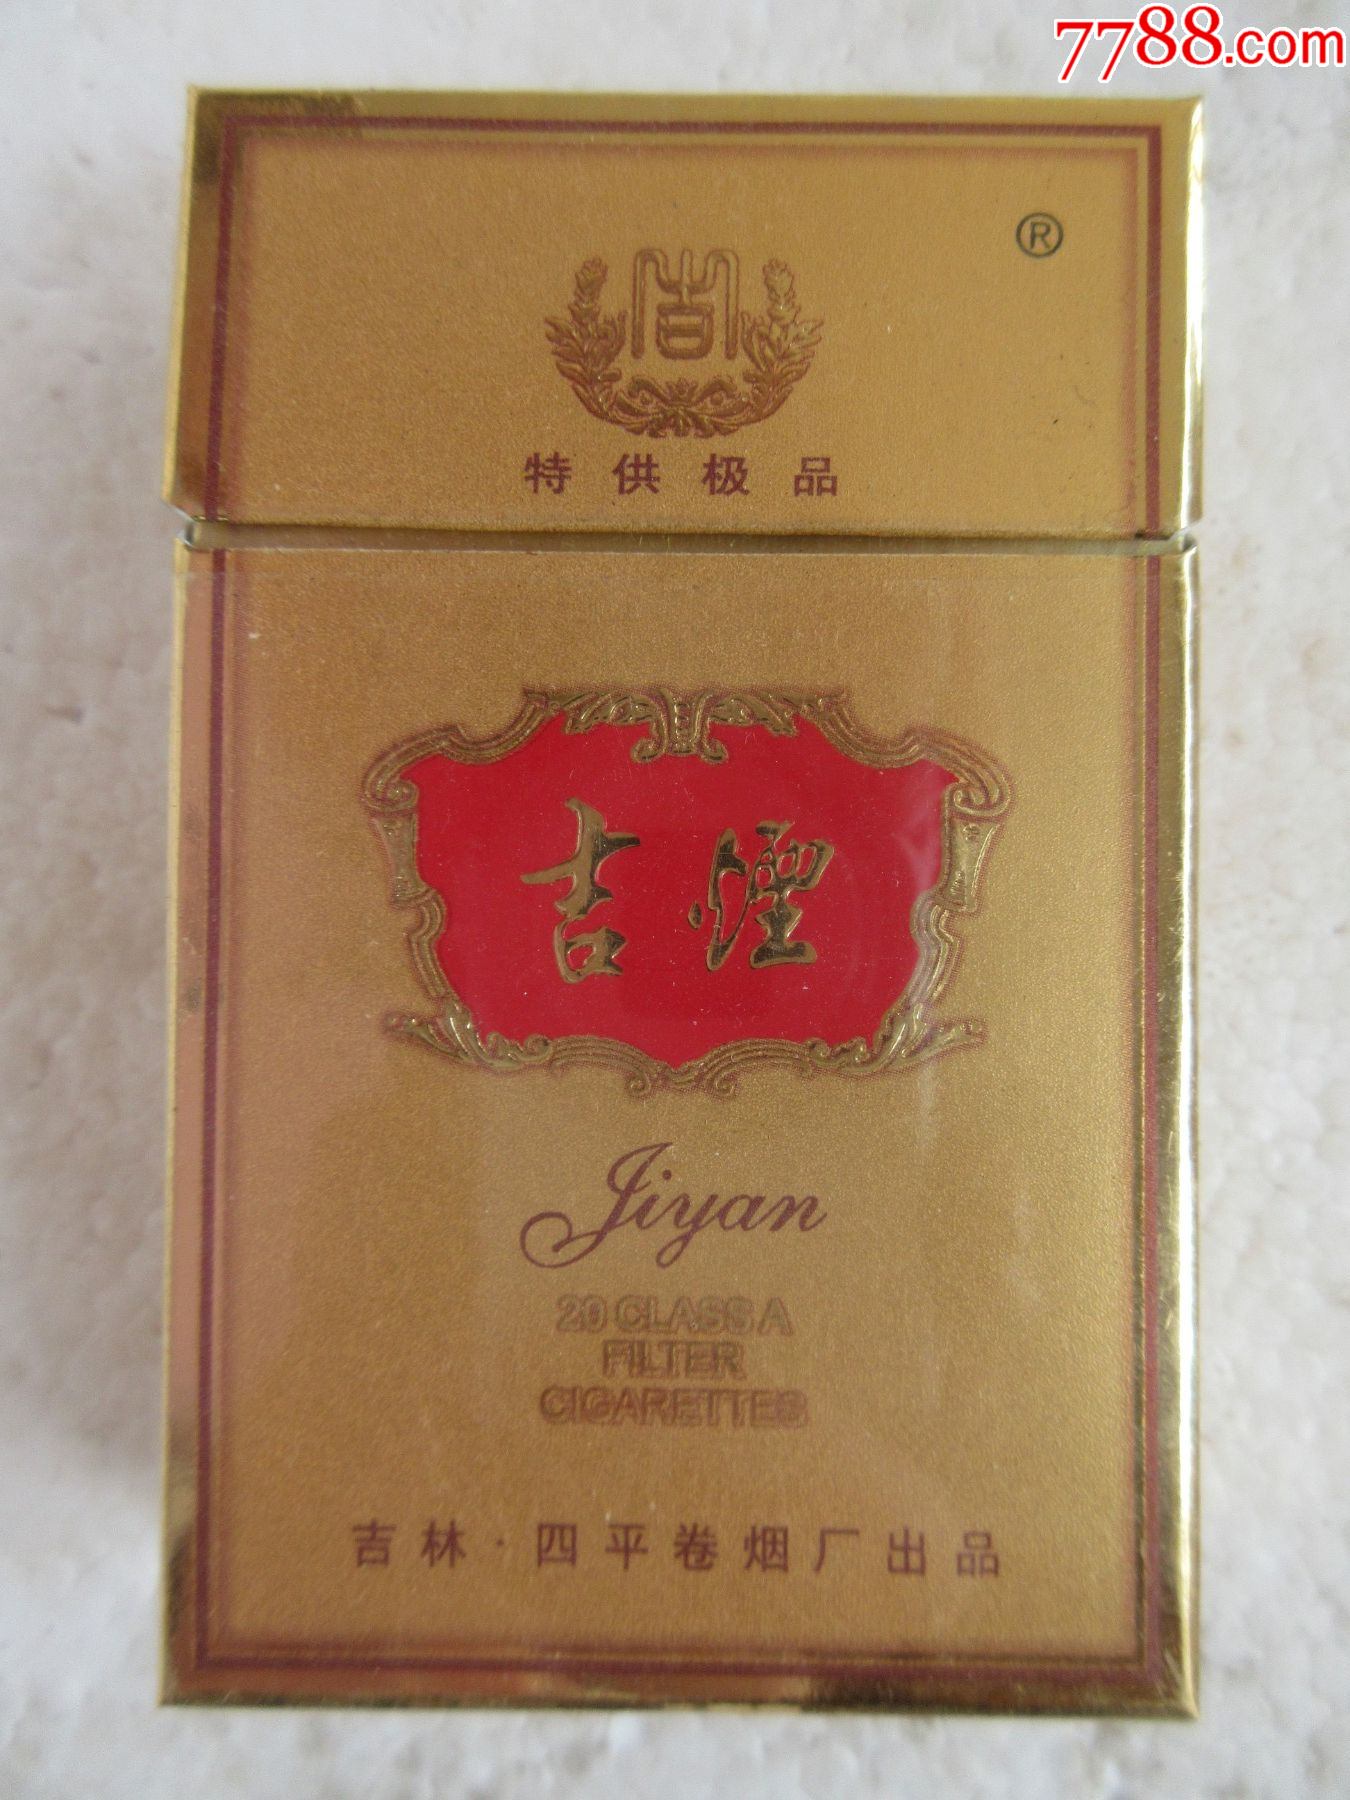 7788.com
®
吉
特供极品
吉煙
Jiyan
20 CLASS A
FILTER
CIGARETTES
吉林·四平卷烟厂出品